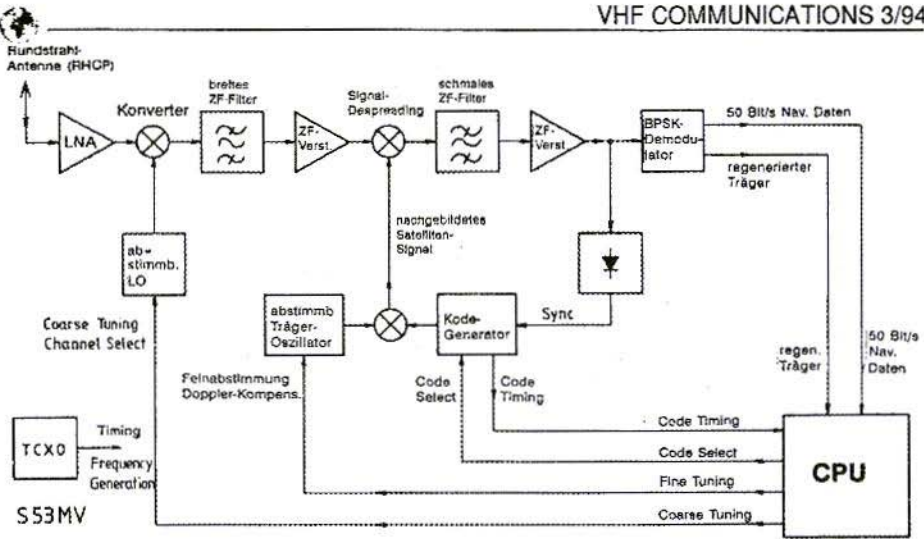 VHF COMMUNICATIONS 3/94
Rundstrahl-
Antenne (RHCP)
LNA
Konverter
breites
ZF-Filter
ZF-
Verst.
Signal-
Despreading
schmales
ZF-Filter
ZF-
Verst
BPSK-
Demodu-
lator
50 Bit/s Nav. Daten
regenerierter
Träger
ab-
stimmb.
LO
nachgebildetes
Satelliten-
Signal
abstimmb
Träger-
Oszillator
Kode-
Generator
Sync
Coarse Tuning
Channel Select
Feinabstimmung
Doppler-Kompens.
Code
Select
Code
Timing
regen.
Träger
50 Bit/s
Nav.
Daten
TCXO
Timing
Frequency
Generation
Code Timing
Code Select
Fine Tuning
Coarse Tuning
CPU
S53MV